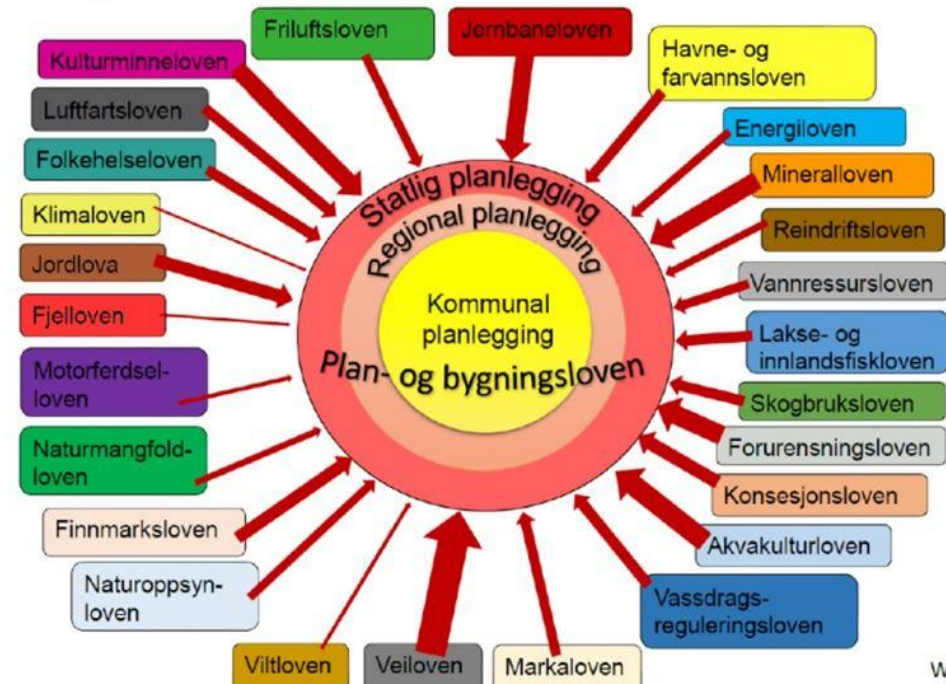 Friluftsloven
Jernbaneloven
Kulturminneloven
Havne- og
farvannsloven
Luftfartsloven
Energiloven
Folkehelseloven
Mineralloven
Klimaloven
Reindriftsloven
Jordlova
Vannressursloven
Fjelloven
Lakse- og
innlandsfiskloven
Motorferdsel-
loven
Skogbruksloven
Naturmangfold-
loven
Forurensningsloven
Konsesjonsloven
Finnmarksloven
Akvakulturloven
Naturoppsyn-
loven
Vassdrags-
reguleringsloven
Viltloven
Veiloven
Markaloven
Statlig planlegging
Regional planlegging
Kommunal
planlegging
Plan- og bygningsloven
W